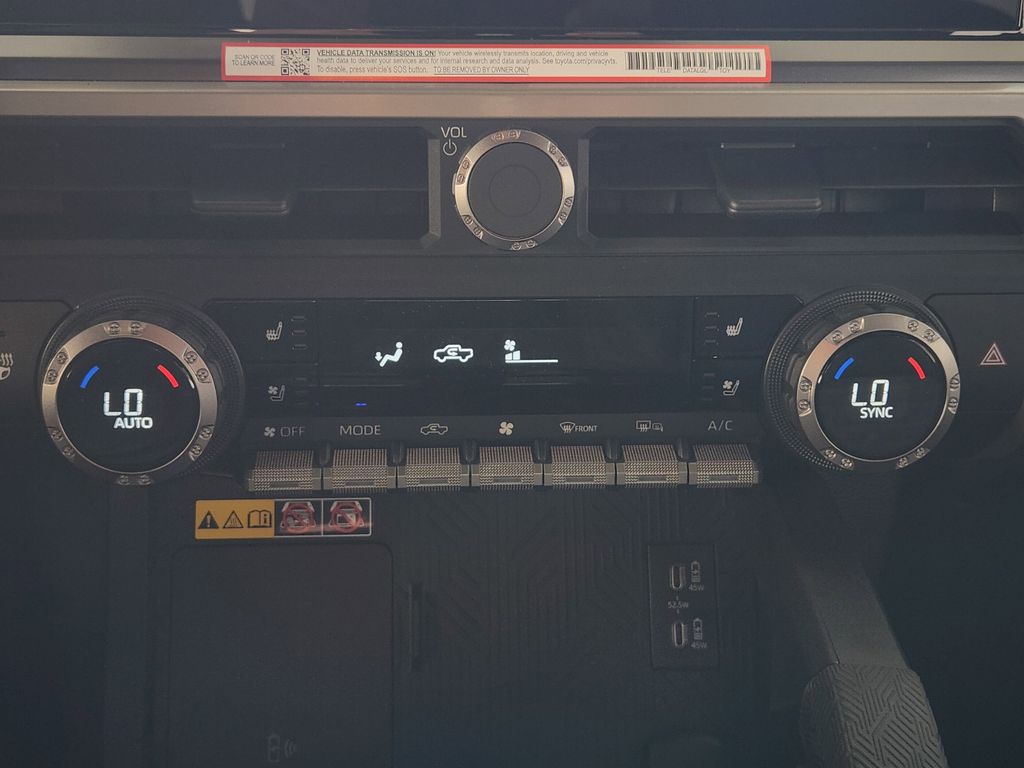 SCAN QR CODE
TO LEARN MORE
VEHICLE DATA TRANSMISSION IS ON! Your vehicle wirelessly transmits location, driving and vehicle
health data to deliver your services and for internal research and data analysis. See toyota.com/privacyvts.
To disable, press vehicle's SOS button. TO BE REMOVED BY OWNER ONLY
VOL
LO
AUTO
LO
SYNC
OFF
MODE
FRONT
A/C
45W
52.5W
45W